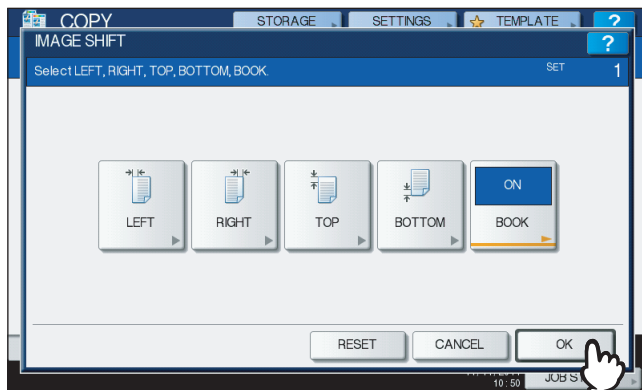 COPY STORAGE SETTINGS TEMPLATE ?
IMAGE SHIFT ?
Select LEFT, RIGHT, TOP, BOTTOM, BOOK. SET 1
ON
LEFT RIGHT TOP BOTTOM BOOK
RESET CANCEL OK
10:50 JOB ST